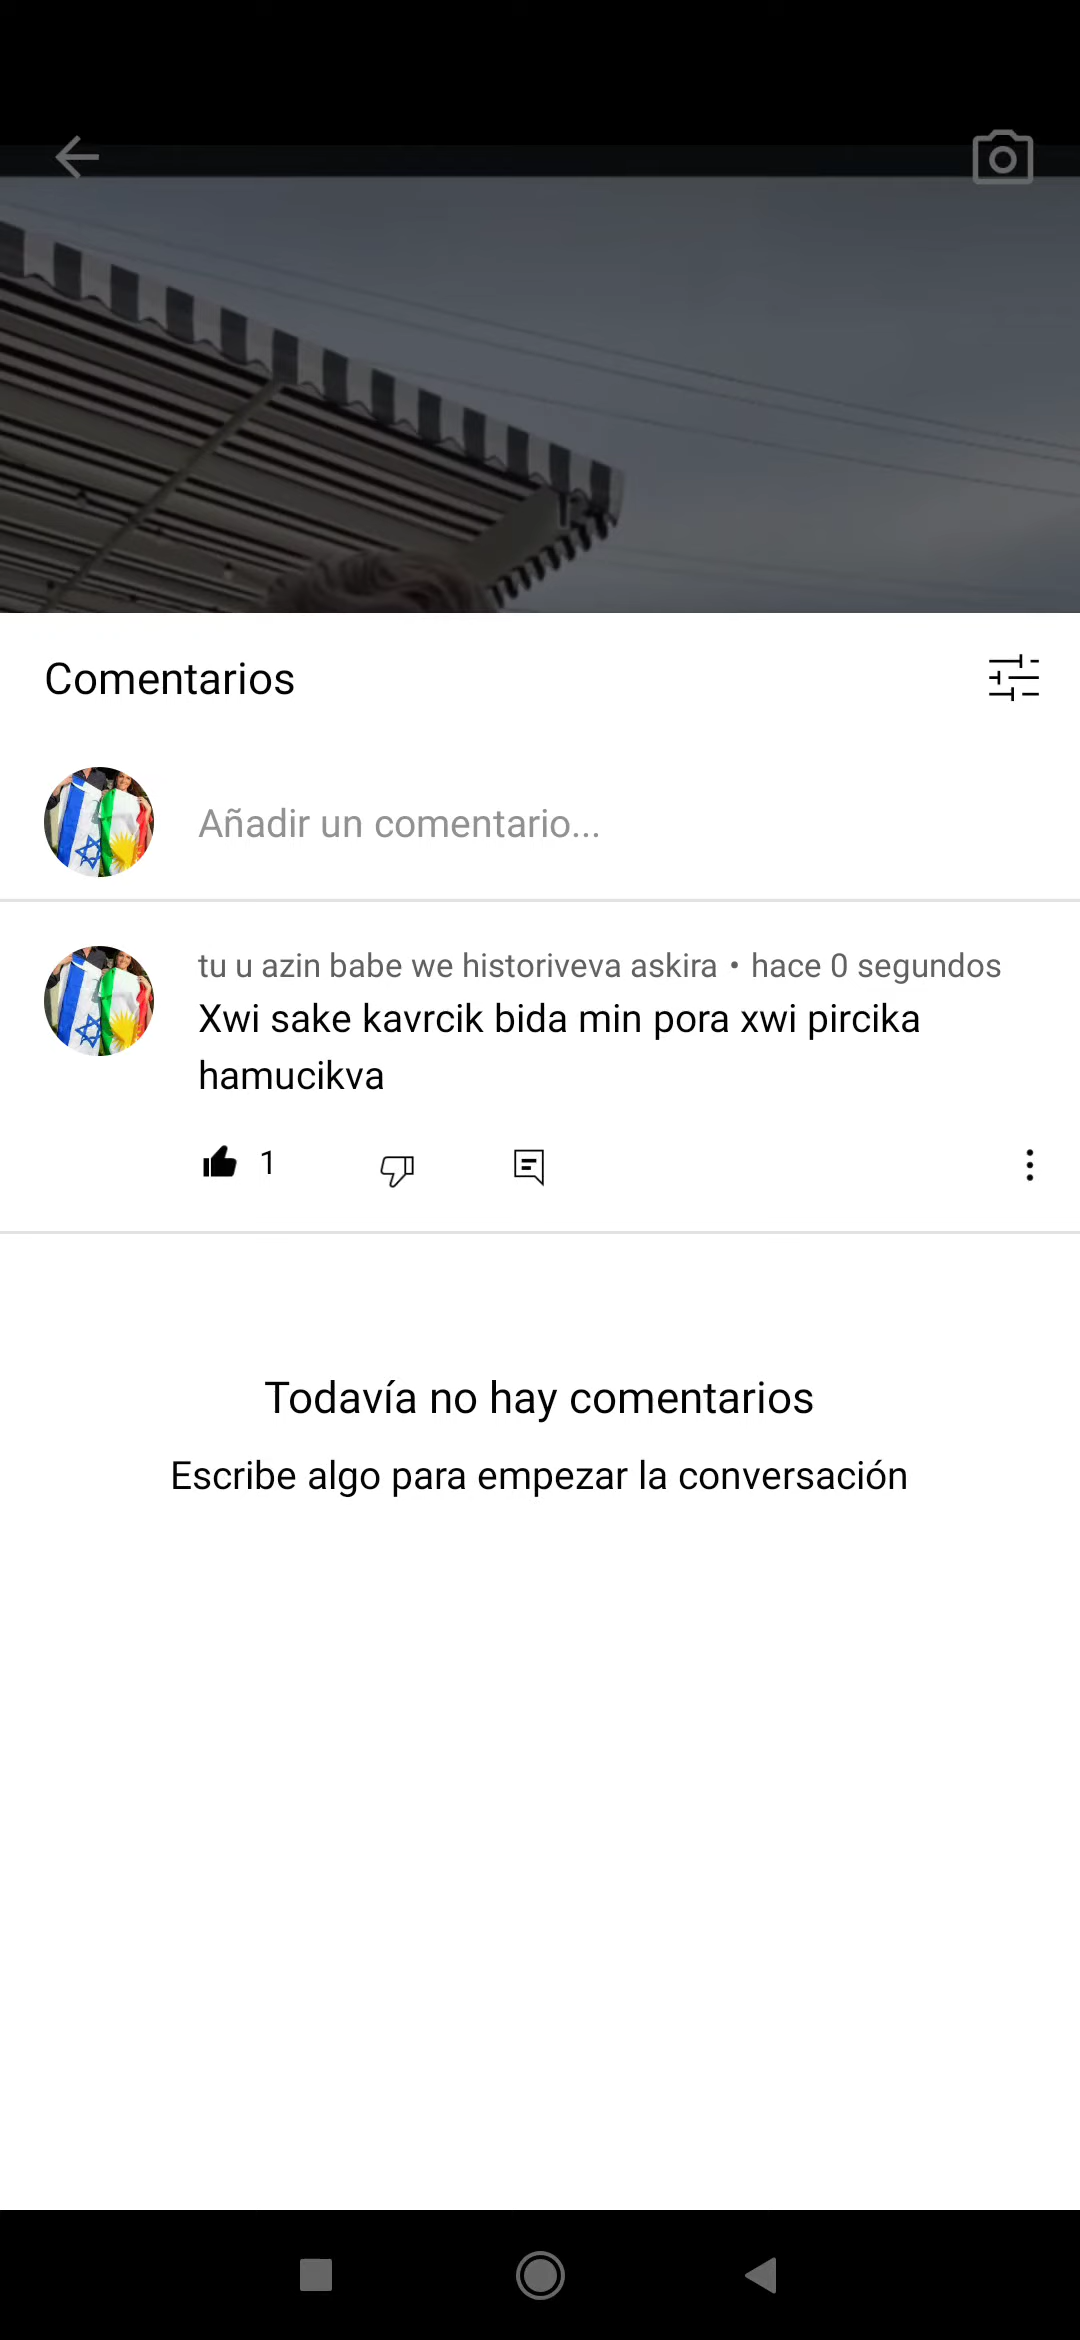 Comentarios
Añadir un comentario...
tu u azin babe we historiveva askira • hace 0 segundos
Xwi sake kavrcik bida min pora xwi pircika
hamucikva
1
Todavía no hay comentarios
Escribe algo para empezar la conversación